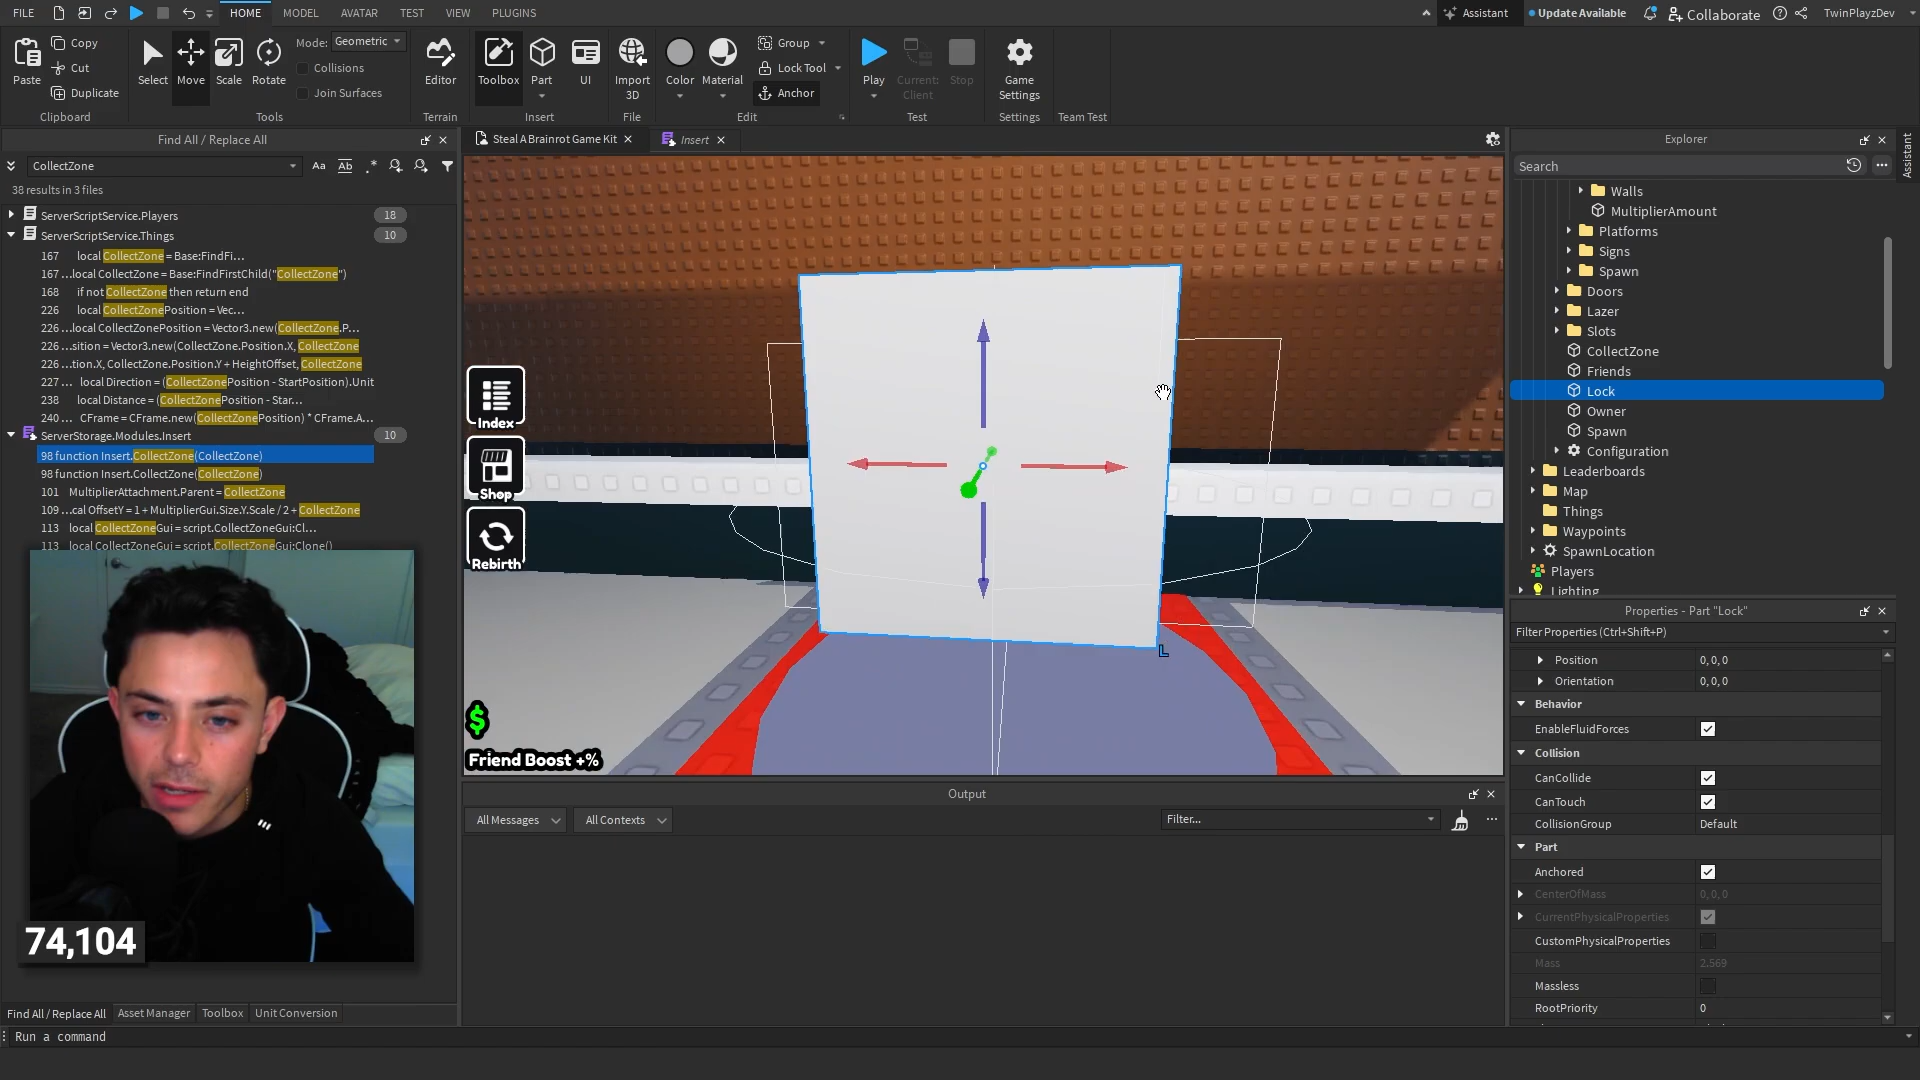 FILE
HOME
MODEL
AVATAR
TEST
VIEW
PLUGINS
Assistant
Update Available
Collaborate
TwinPlayzDev
Paste
Copy
Cut
Duplicate
Clipboard
Select
Move
Scale
Rotate
Mode:
Geometric
Collisions
Join Surfaces
Tools
Editor
Terrain
Toolbox
Part
UI
Insert
Import
3D
File
Color
Material
Group
Lock Tool
Anchor
Edit
Play
Current:
Client
Stop
Test
Game
Settings
Settings
Team Test
Find All / Replace All
CollectZone
Aa
Ab
38 results in 3 files
ServerScriptService.Players
18
ServerScriptService.Things
10
167 local CollectZone = Base:FindFi...
167 ...local CollectZone = Base:FindFirstChild("CollectZone")
168 if not CollectZone then return end
226 local CollectZonePosition = Vec...
226 ...local CollectZonePosition = Vector3.new(CollectZone.P...
226 ...sition = Vector3.new(CollectZone.Position.X, CollectZone
226 ...tion.X, CollectZone.Position.Y + HeightOffset, CollectZone
227 ... local Direction = (CollectZonePosition - StartPosition).Unit
238 local Distance = (CollectZonePosition - Star...
240 ... CFrame = CFrame.new(CollectZonePosition) * CFrame.A...
ServerStorage.Modules.Insert
10
98 function Insert.CollectZone(CollectZone)
98 function Insert.CollectZone(CollectZone)
101 MultiplierAttachment.Parent = CollectZone
109 ...cal OffsetY = 1 + MultiplierGui.Size.Y.Scale / 2 + CollectZone
113 local CollectZoneGui = script.CollectZoneGui:Cl...
113 local CollectZoneGui = script.CollectZoneGui:Clone()
74,104
Find All / Replace All
Asset Manager
Toolbox
Unit Conversion
Run a command
Steal A Brainrot Game Kit
Insert
Index
Shop
Rebirth
$
Friend Boost +%
L
Output
All Messages
All Contexts
Filter...
Explorer
Search
Walls
MultiplierAmount
Platforms
Signs
Spawn
Doors
Lazer
Slots
CollectZone
Friends
Lock
Owner
Spawn
Configuration
Leaderboards
Map
Things
Waypoints
SpawnLocation
Players
Lighting
Assistant
Properties - Part "Lock"
Filter Properties (Ctrl+Shift+P)
Position 0, 0, 0
Orientation 0, 0, 0
Behavior
EnableFluidForces
Collision
CanCollide
CanTouch
CollisionGroup Default
Part
Anchored
CenterOfMass 0, 0, 0
CurrentPhysicalProperties
CustomPhysicalProperties
Mass 2.569
Massless
RootPriority 0